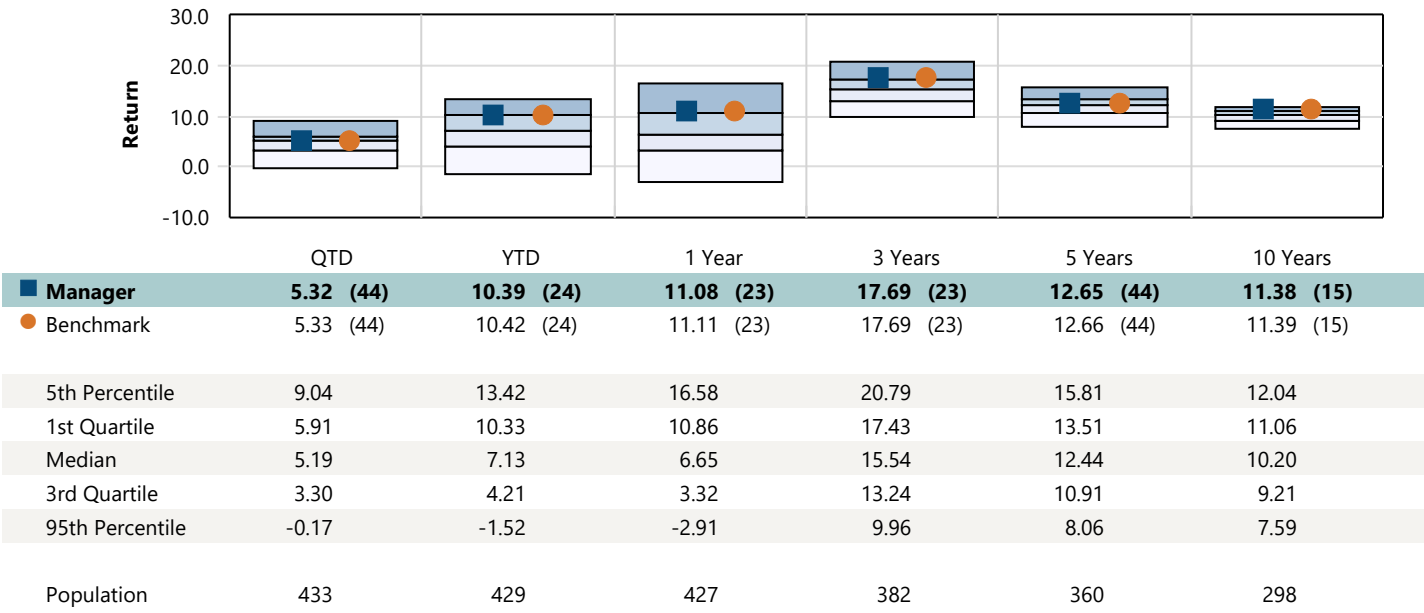 30.0
20.0
10.0
0.0
-10.0
Return
QTD YTD 1 Year 3 Years 5 Years 10 Years
Manager 5.32 (44) 10.39 (24) 11.08 (23) 17.69 (23) 12.65 (44) 11.38 (15)
Benchmark 5.33 (44) 10.42 (24) 11.11 (23) 17.69 (23) 12.66 (44) 11.39 (15)
5th Percentile 9.04 13.42 16.58 20.79 15.81 12.04
1st Quartile 5.91 10.33 10.86 17.43 13.51 11.06
Median 5.19 7.13 6.65 15.54 12.44 10.20
3rd Quartile 3.30 4.21 3.32 13.24 10.91 9.21
95th Percentile -0.17 -1.52 -2.91 9.96 8.06 7.59
Population 433 429 427 382 360 298